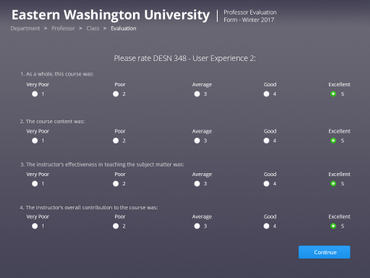 Eastern Washington University
Professor Evaluation
Form - Winter 2017
Department > Professor > Class > Evaluation
Please rate DESN 348 - User Experience 2:
1. As a whole, this course was:
Very Poor Poor Average Good Excellent
1 2 3 4 5
2. The course content was:
Very Poor Poor Average Good Excellent
1 2 3 4 5
3. The instructor's effectiveness in teaching the subject matter was:
Very Poor Poor Average Good Excellent
1 2 3 4 5
4. The instructor's overall contribution to the course was:
Very Poor Poor Average Good Excellent
1 2 3 4 5
Continue